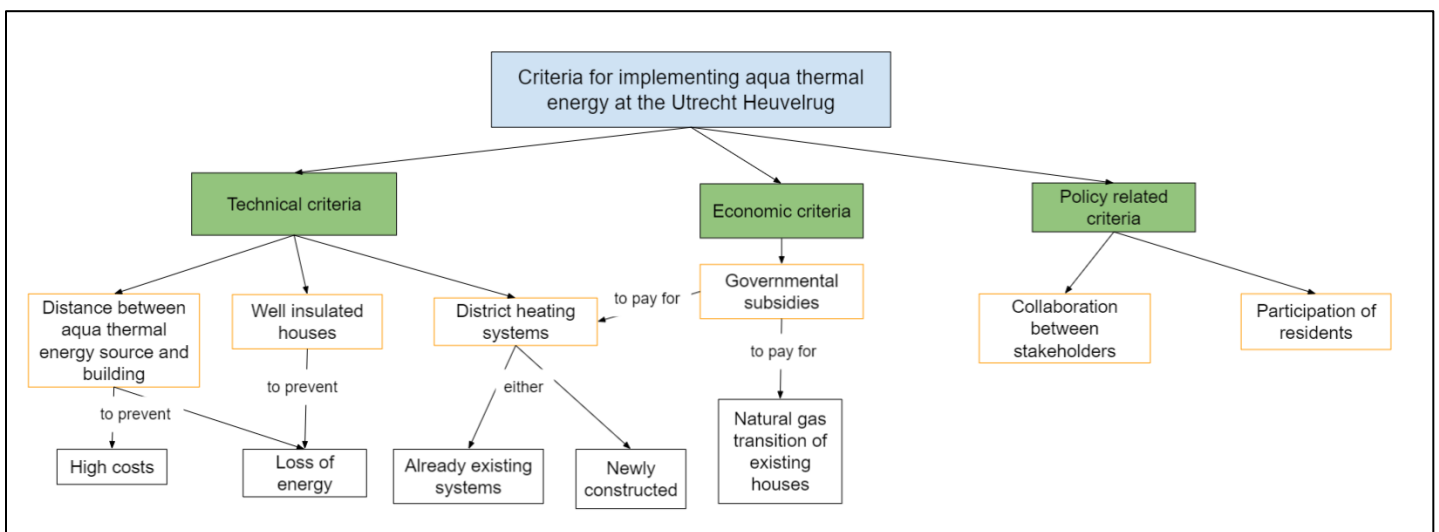 Criteria for implementing aqua thermal
energy at the Utrecht Heuvelrug
Technical criteria
Economic criteria
Policy related
criteria
Distance between
aqua thermal
energy source and
building
Well insulated
houses
District heating
systems
to pay for
Governmental
subsidies
Collaboration
between
stakeholders
Participation of
residents
to prevent
to prevent
either
to pay for
High costs
Loss of
energy
Already existing
systems
Newly
constructed
Natural gas
transition of
existing
houses